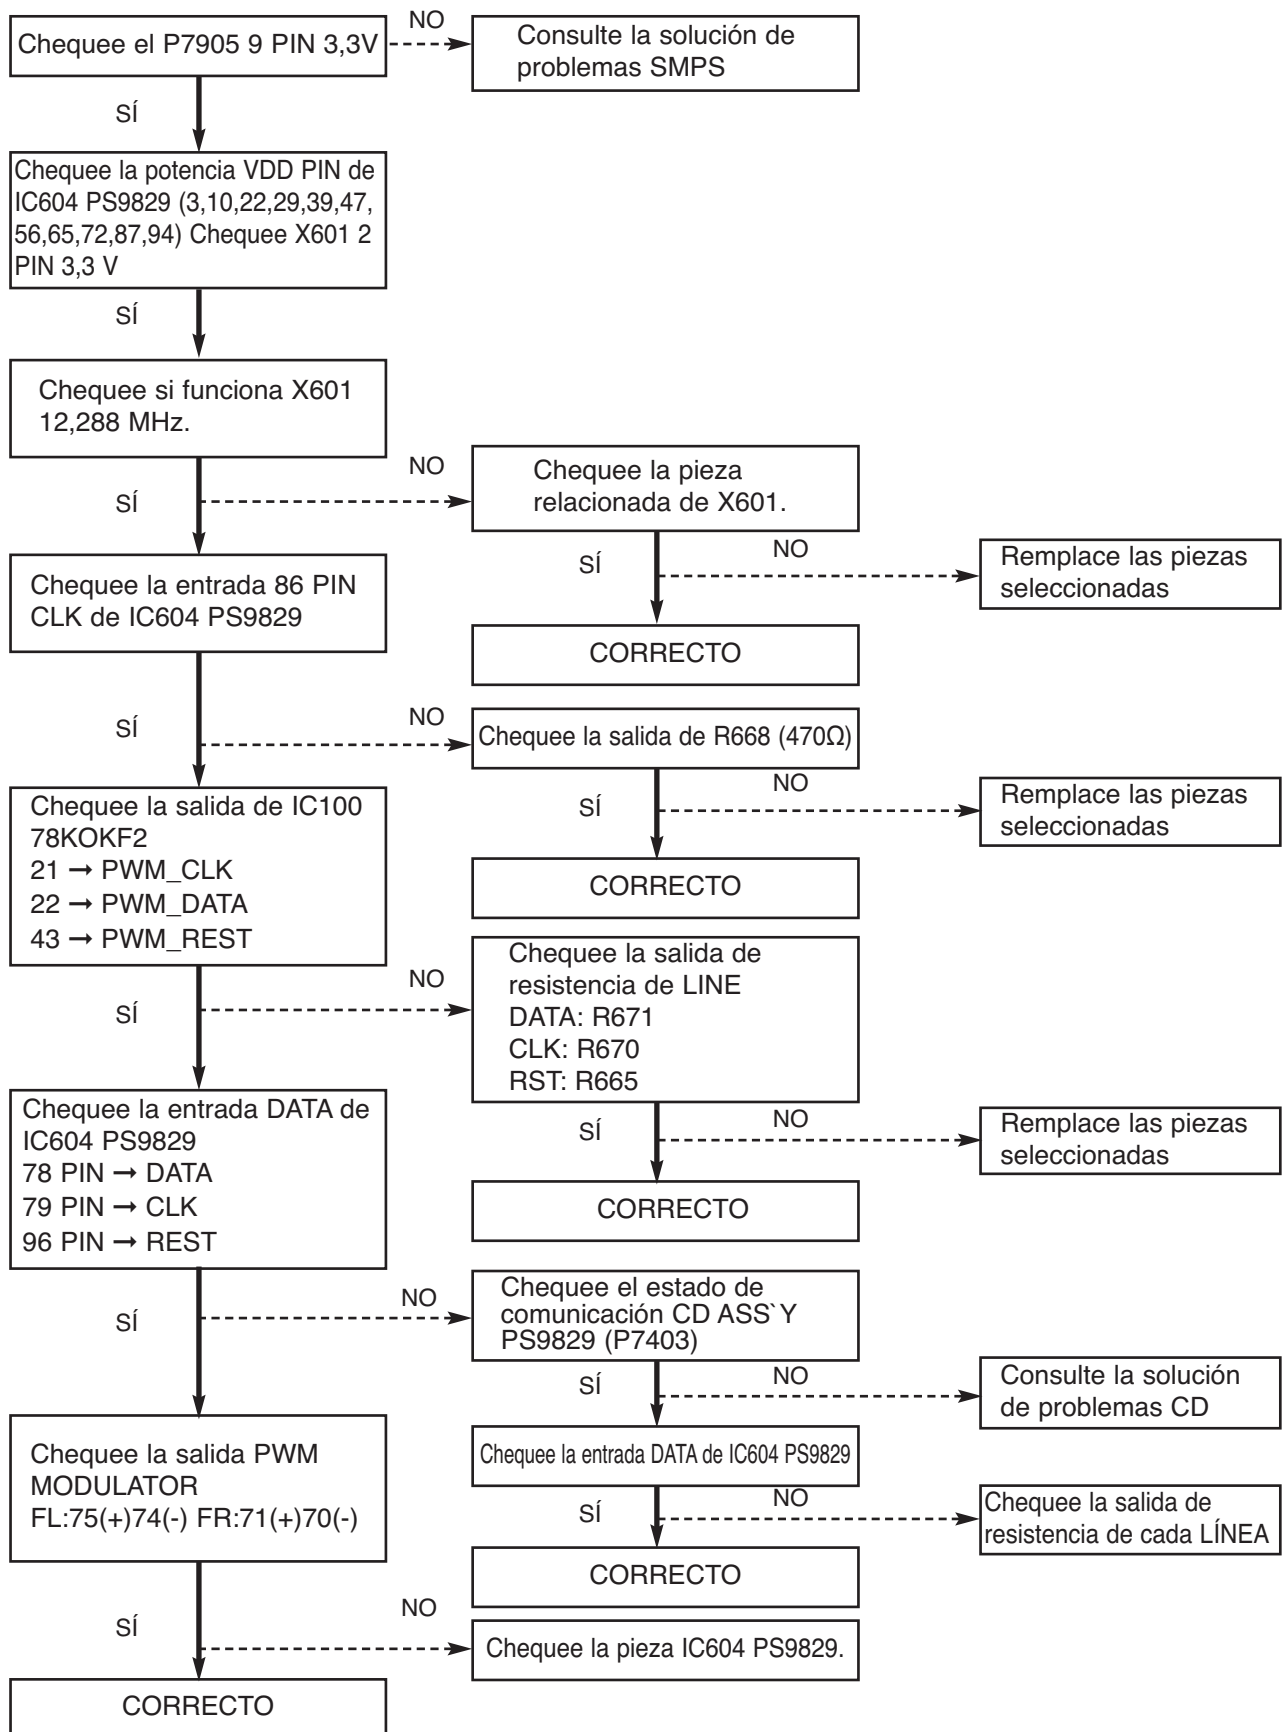 Chequee el P7905 9 PIN 3,3V
NO
Consulte la solución de
problemas SMPS
SÍ
Chequee la potencia VDD PIN de
IC604 PS9829 (3,10,22,29,39,47,
56,65,72,87,94) Chequee X601 2
PIN 3,3 V
SÍ
Chequee si funciona X601
12,288 MHz.
SÍ
NO
Chequee la pieza
relacionada de X601.
SÍ
NO
Remplace las piezas
seleccionadas
CORRECTO
Chequee la entrada 86 PIN
CLK de IC604 PS9829
SÍ
NO
Chequee la salida de R668 (470Ω)
SÍ
NO
Remplace las piezas
seleccionadas
CORRECTO
Chequee la salida de IC100
78KOKF2
21 → PWM_CLK
22 → PWM_DATA
43 → PWM_REST
SÍ
NO
Chequee la salida de
resistencia de LINE
DATA: R671
CLK: R670
RST: R665
SÍ
NO
Remplace las piezas
seleccionadas
CORRECTO
Chequee la entrada DATA de
IC604 PS9829
78 PIN → DATA
79 PIN → CLK
96 PIN → REST
SÍ
NO
Chequee el estado de
comunicación CD ASS`Y
PS9829 (P7403)
SÍ
NO
Consulte la solución
de problemas CD
Chequee la entrada DATA de IC604 PS9829
SÍ
NO
Chequee la salida de
resistencia de cada LÍNEA
CORRECTO
Chequee la salida PWM
MODULATOR
FL:75(+)74(-) FR:71(+)70(-)
SÍ
NO
Chequee la pieza IC604 PS9829.
CORRECTO